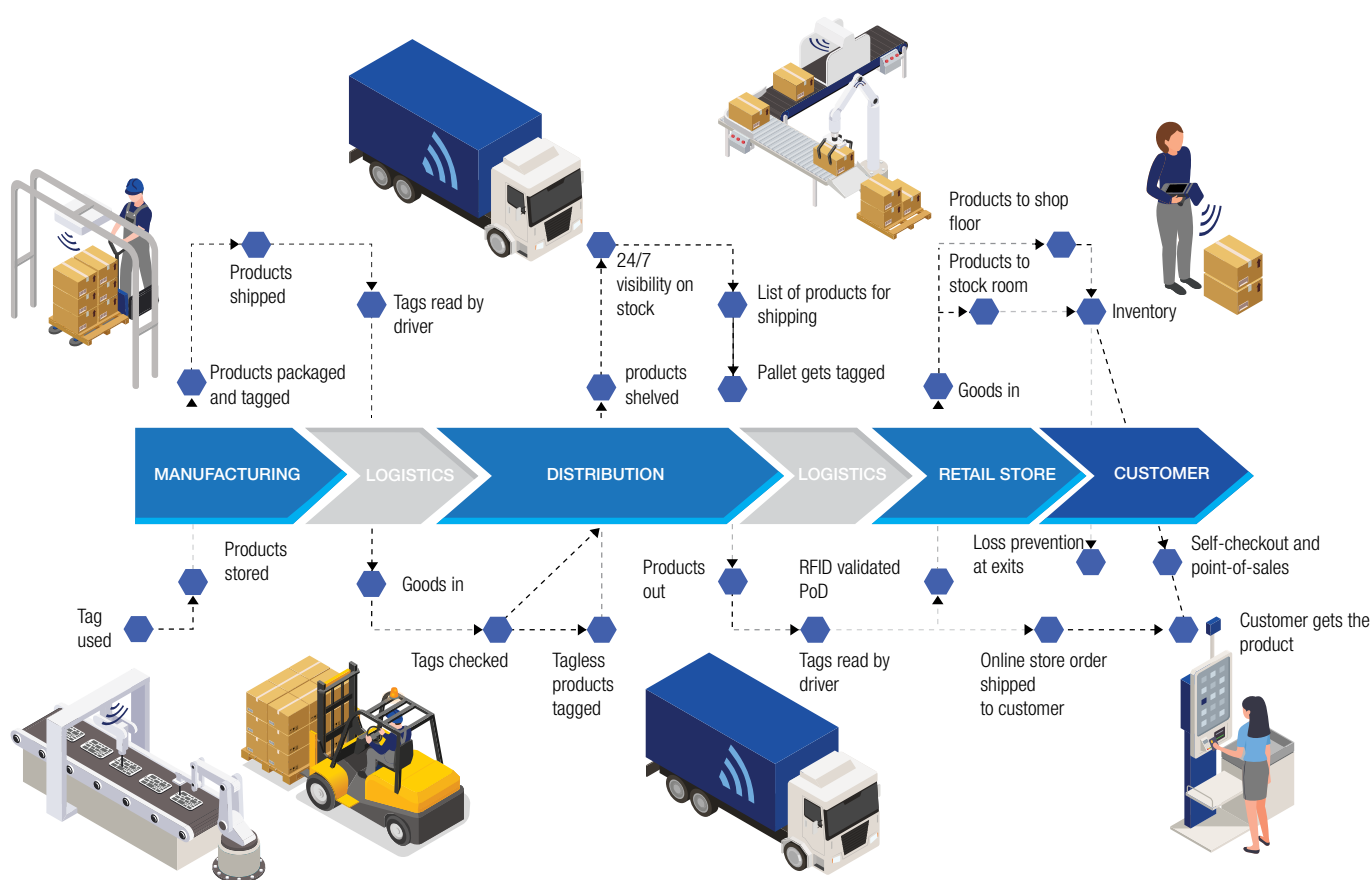 Products to shop
floor
Products
shipped
24/7
visibility on
stock
Products to
stock room
Tags read by
driver
List of products for
shipping
Inventory
Products packaged
and tagged
products
shelved
Pallet gets tagged
Goods in
MANUFACTURING
LOGISTICS
DISTRIBUTION
LOGISTICS
RETAIL STORE
CUSTOMER
Products
stored
Goods in
Products
out
RFID validated
PoD
Loss prevention
at exits
Self-checkout and
point-of-sales
Tag
used
Tags checked
Tagless
products
tagged
Tags read by
driver
Online store order
shipped
to customer
Customer gets the
product